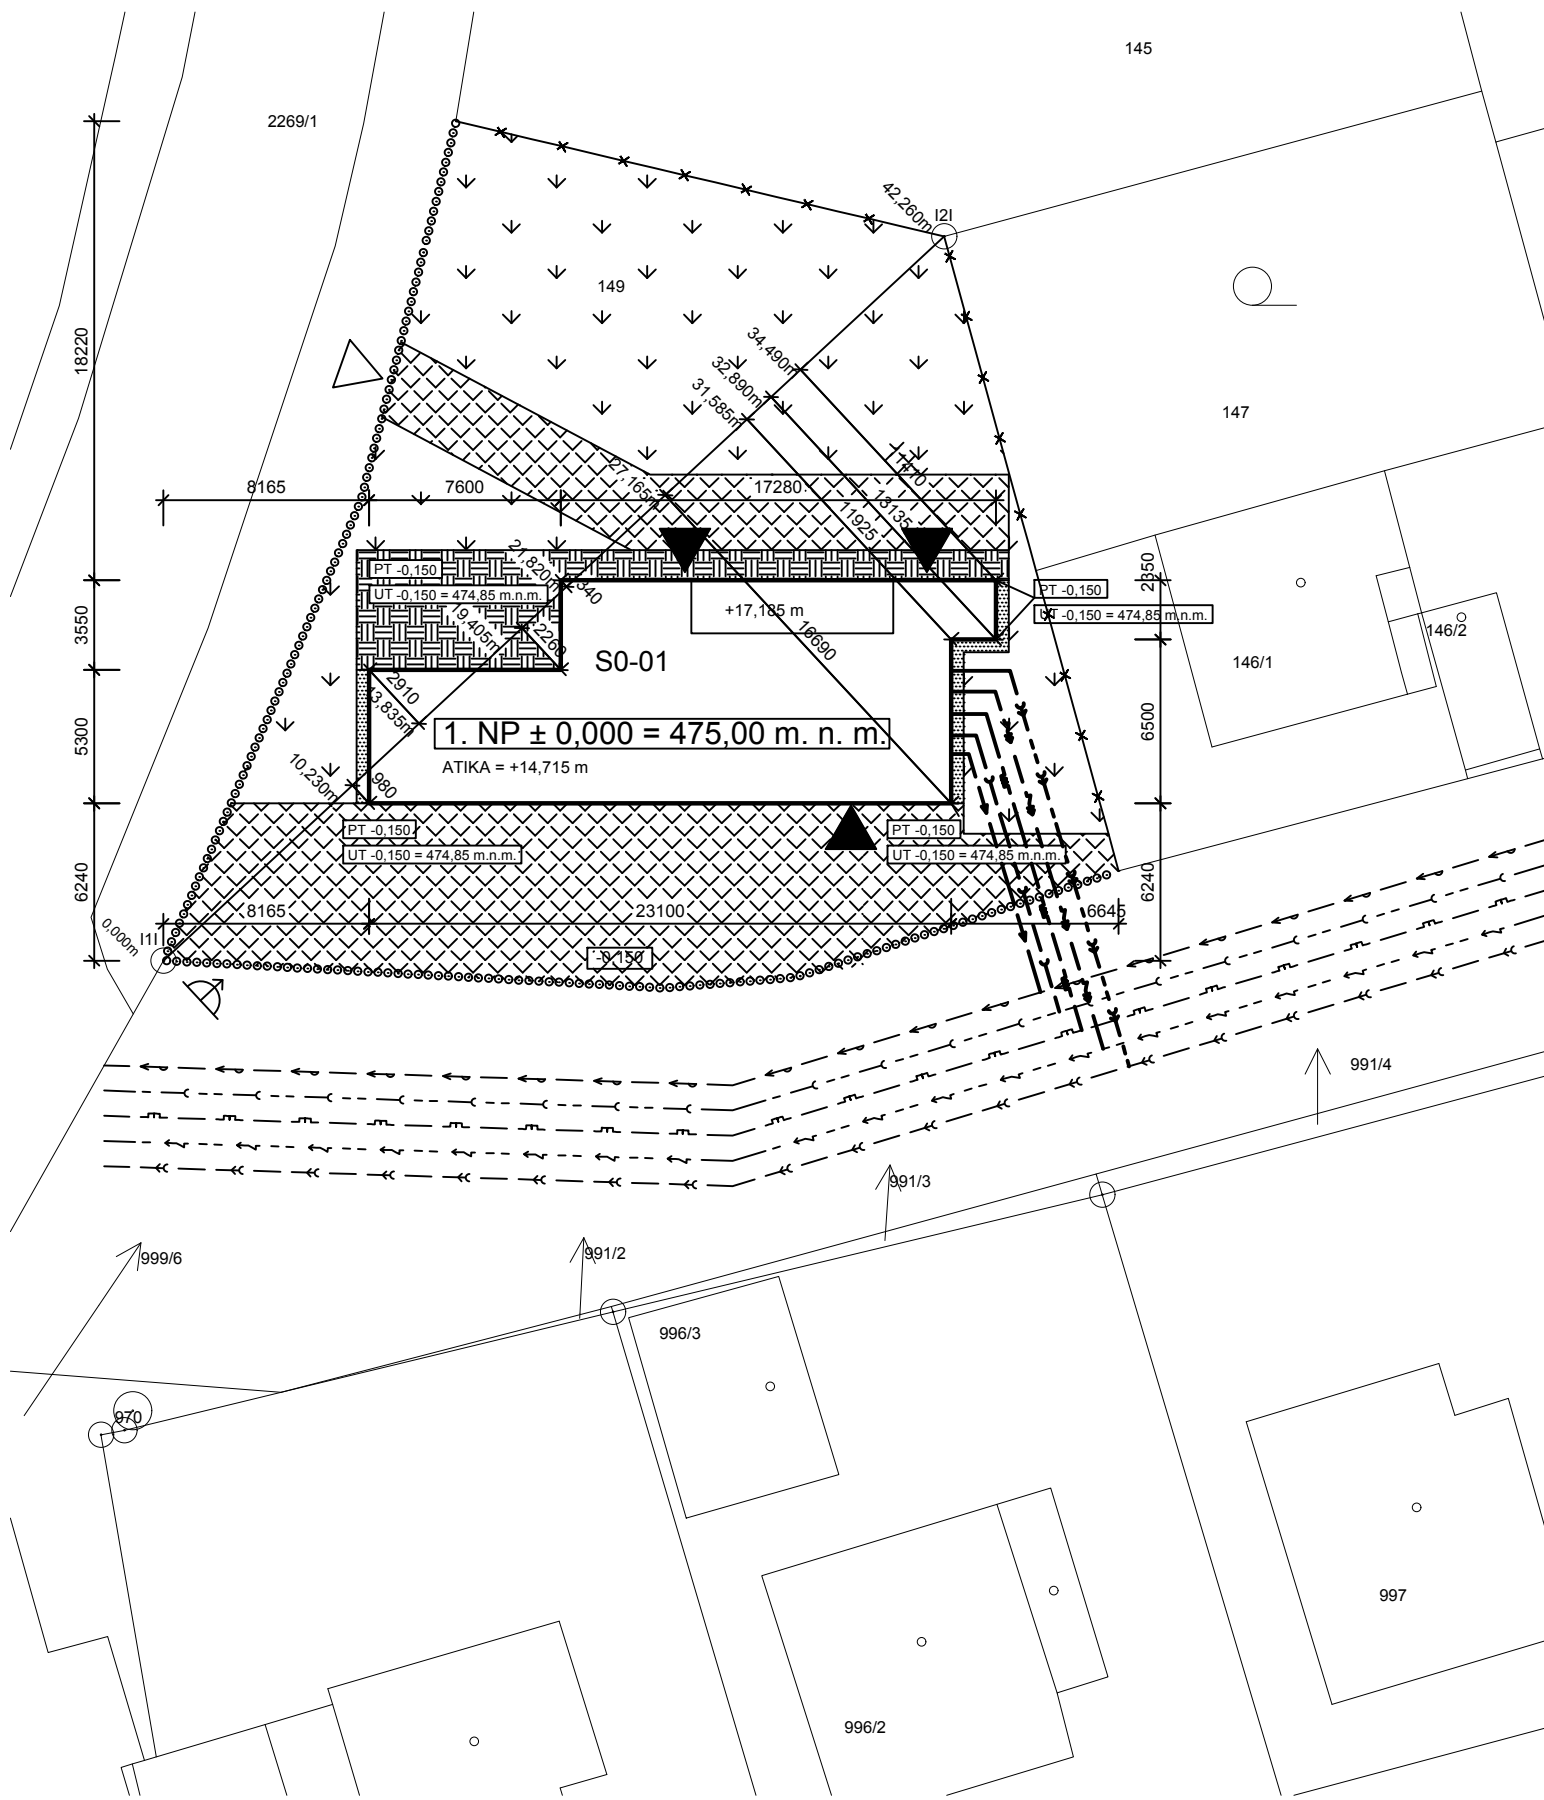 145
2269/1
42,260m
I2I
149
18220
34,490m
32,890m
31,585m
147
27,165m
11410
8165
7600
17280
13135
11925
21,820m
340
2350
PT -0,150
UT -0,150 = 474,85 m.n.m.
PT -0,150
UT -0,150 = 474,85 m.n.m.
19,405m
2260
+17,185 m
16690
3550
146/2
146/1
S0-01
2910
13,835m
5300
6500
1. NP ± 0,000 = 475,00 m. n. m.
ATIKA = +14,715 m
10,230m
980
PT -0,150
UT -0,150 = 474,85 m.n.m.
PT -0,150
UT -0,150 = 474,85 m.n.m.
6240
6240
8165
23100
6645
0,000m
I1I
-0,150
991/4
991/3
991/2
999/6
996/3
970
997
996/2